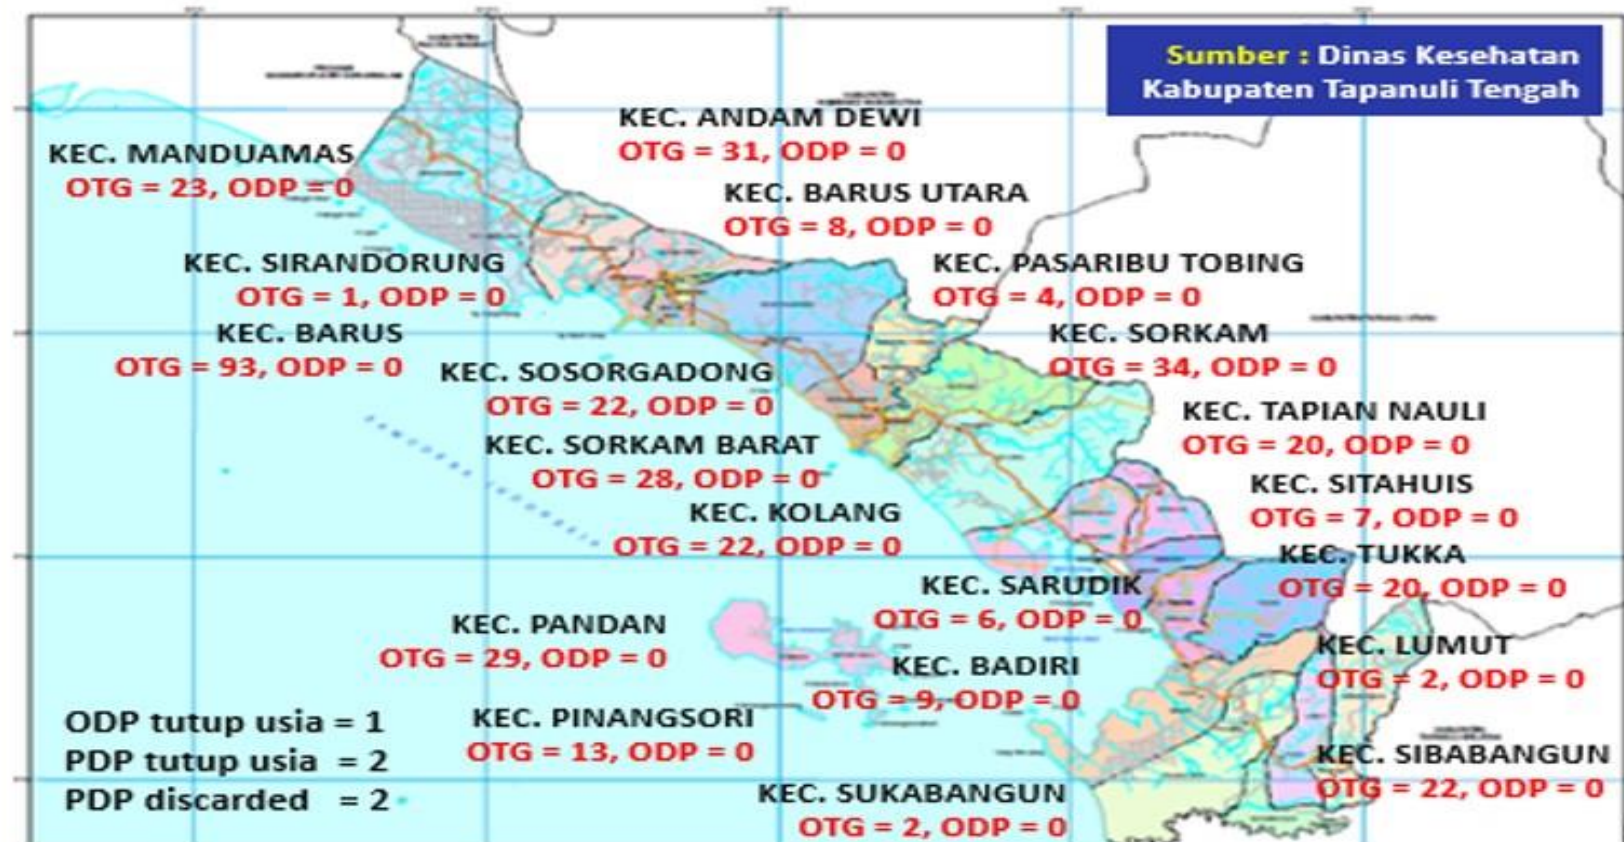 Sumber : Dinas Kesehatan
Kabupaten Tapanuli Tengah
KEC. ANDAM DEWI
OTG = 31, ODP = 0
KEC. MANDUAMAS
OTG = 23, ODP = 0
KEC. BARUS UTARA
OTG = 8, ODP = 0
KEC. SIRANDORUNG
OTG = 1, ODP = 0
KEC. PASARIBU TOBING
OTG = 4, ODP = 0
KEC. BARUS
OTG = 93, ODP = 0
KEC. SORKAM
OTG = 34, ODP = 0
KEC. SOSORGADONG
OTG = 22, ODP = 0
KEC. TAPIAN NAULI
OTG = 20, ODP = 0
KEC. SORKAM BARAT
OTG = 28, ODP = 0
KEC. SITAHUIS
OTG = 7, ODP = 0
KEC. KOLANG
OTG = 22, ODP = 0
KEC. TUKKA
OTG = 20, ODP = 0
KEC. SARUDIK
OTG = 6, ODP = 0
KEC. PANDAN
OTG = 29, ODP = 0
KEC. LUMUT
OTG = 2, ODP = 0
KEC. BADIRI
OTG = 9, ODP = 0
KEC. PINANGSORI
OTG = 13, ODP = 0
KEC. SIBABANGUN
OTG = 22, ODP = 0
KEC. SUKABANGUN
OTG = 2, ODP = 0
ODP tutup usia = 1
PDP tutup usia = 2
PDP discarded = 2